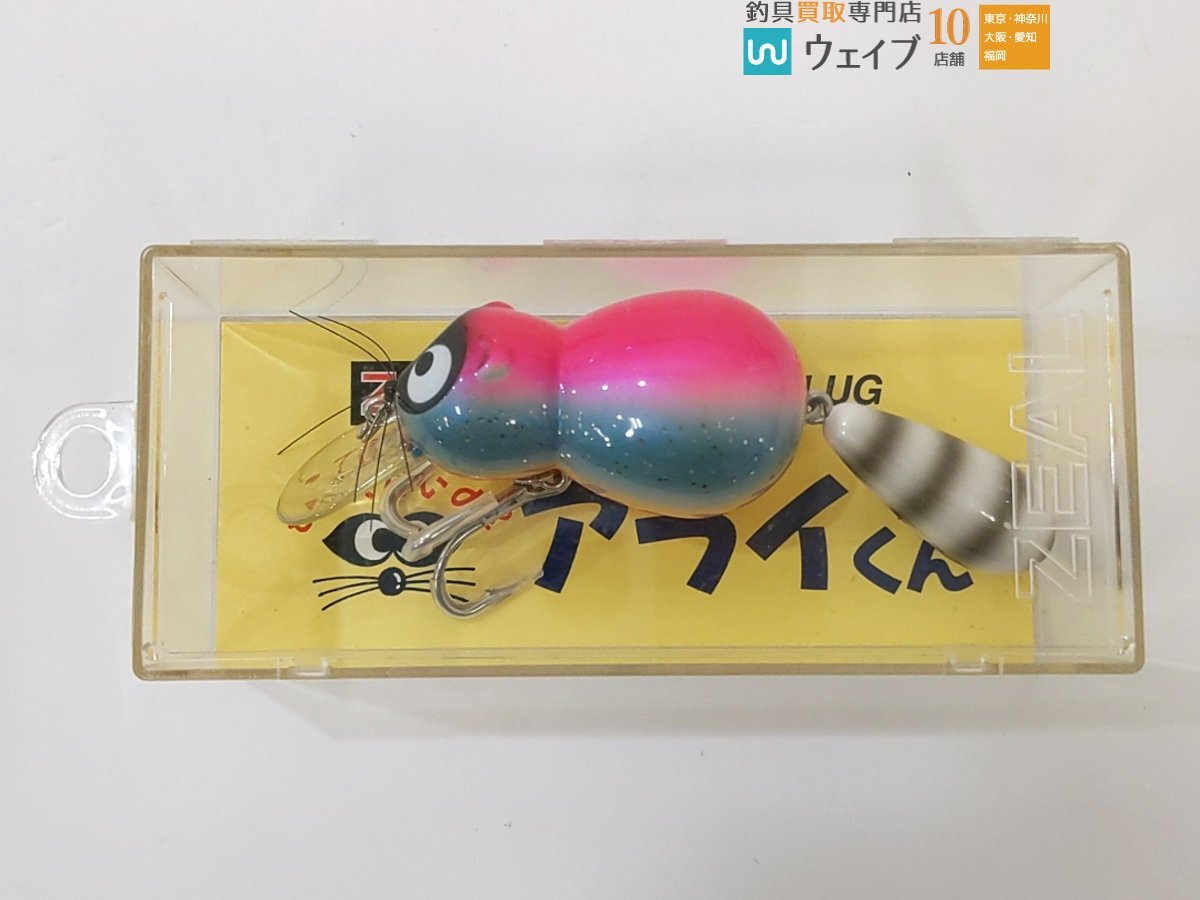 釣具買取専門店
ウェイブ
10
店舗
東京・神奈川
大阪・愛知
福岡
LUG
アライくん
ZEAL